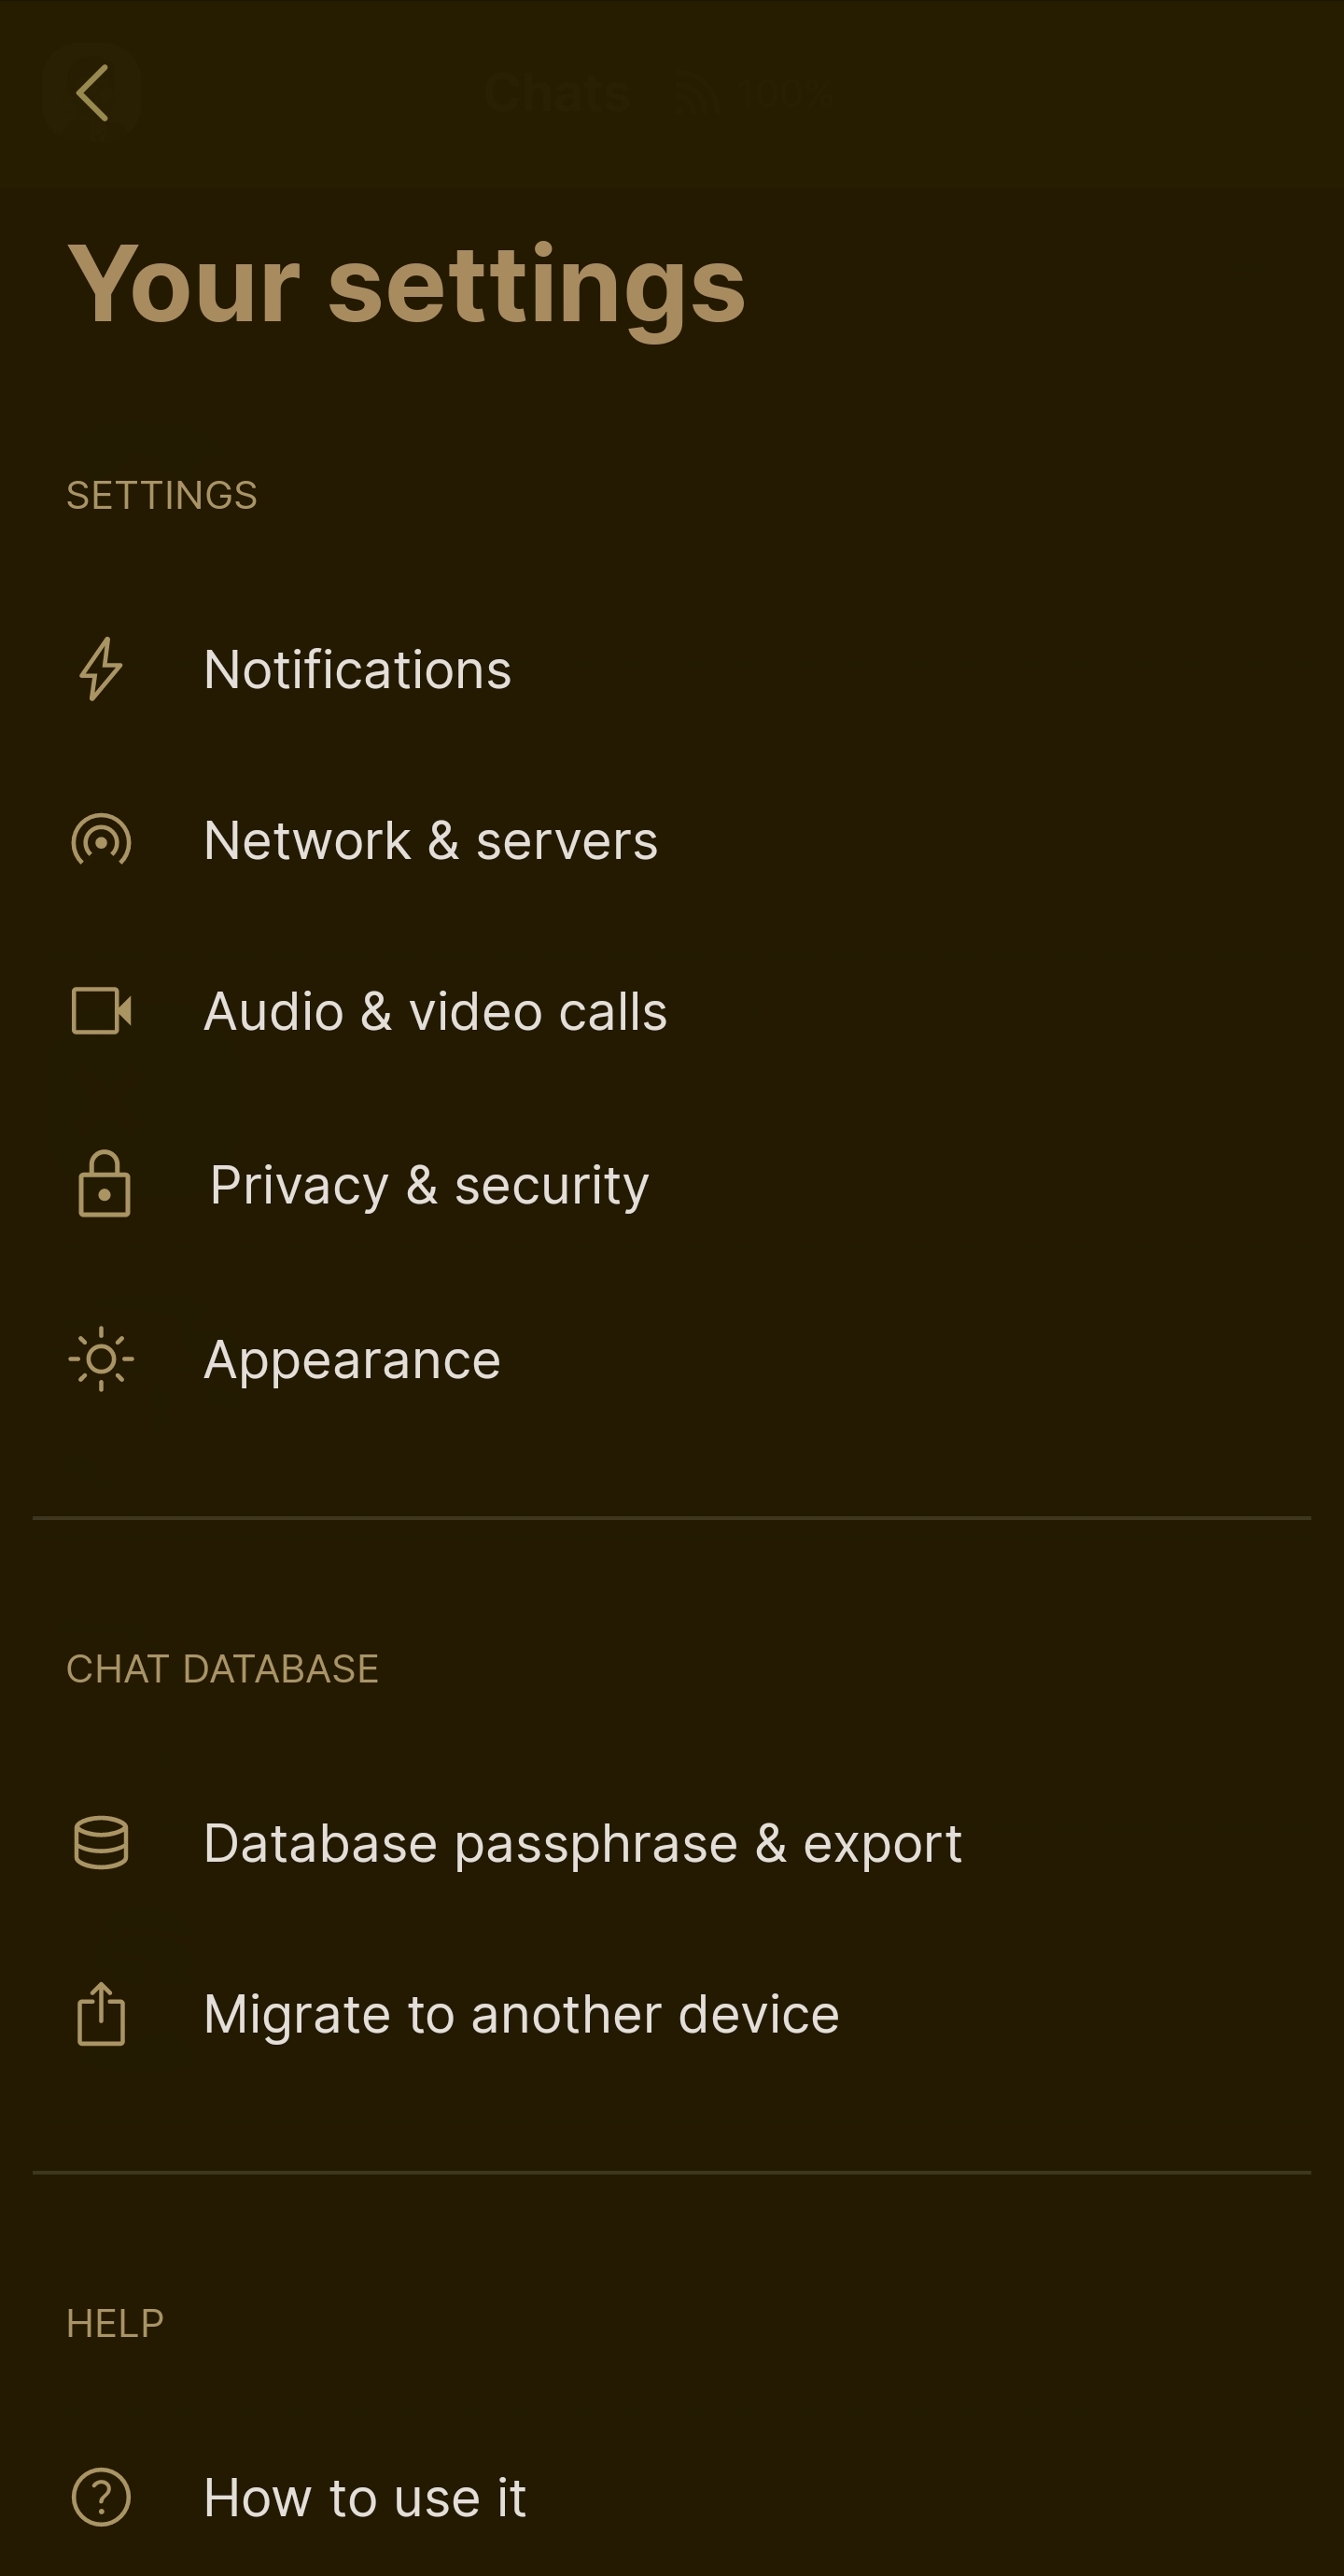 Chats 100%
Your settings
SETTINGS
Notifications
Network & servers
Audio & video calls
Privacy & security
Appearance
CHAT DATABASE
Database passphrase & export
Migrate to another device
HELP
How to use it